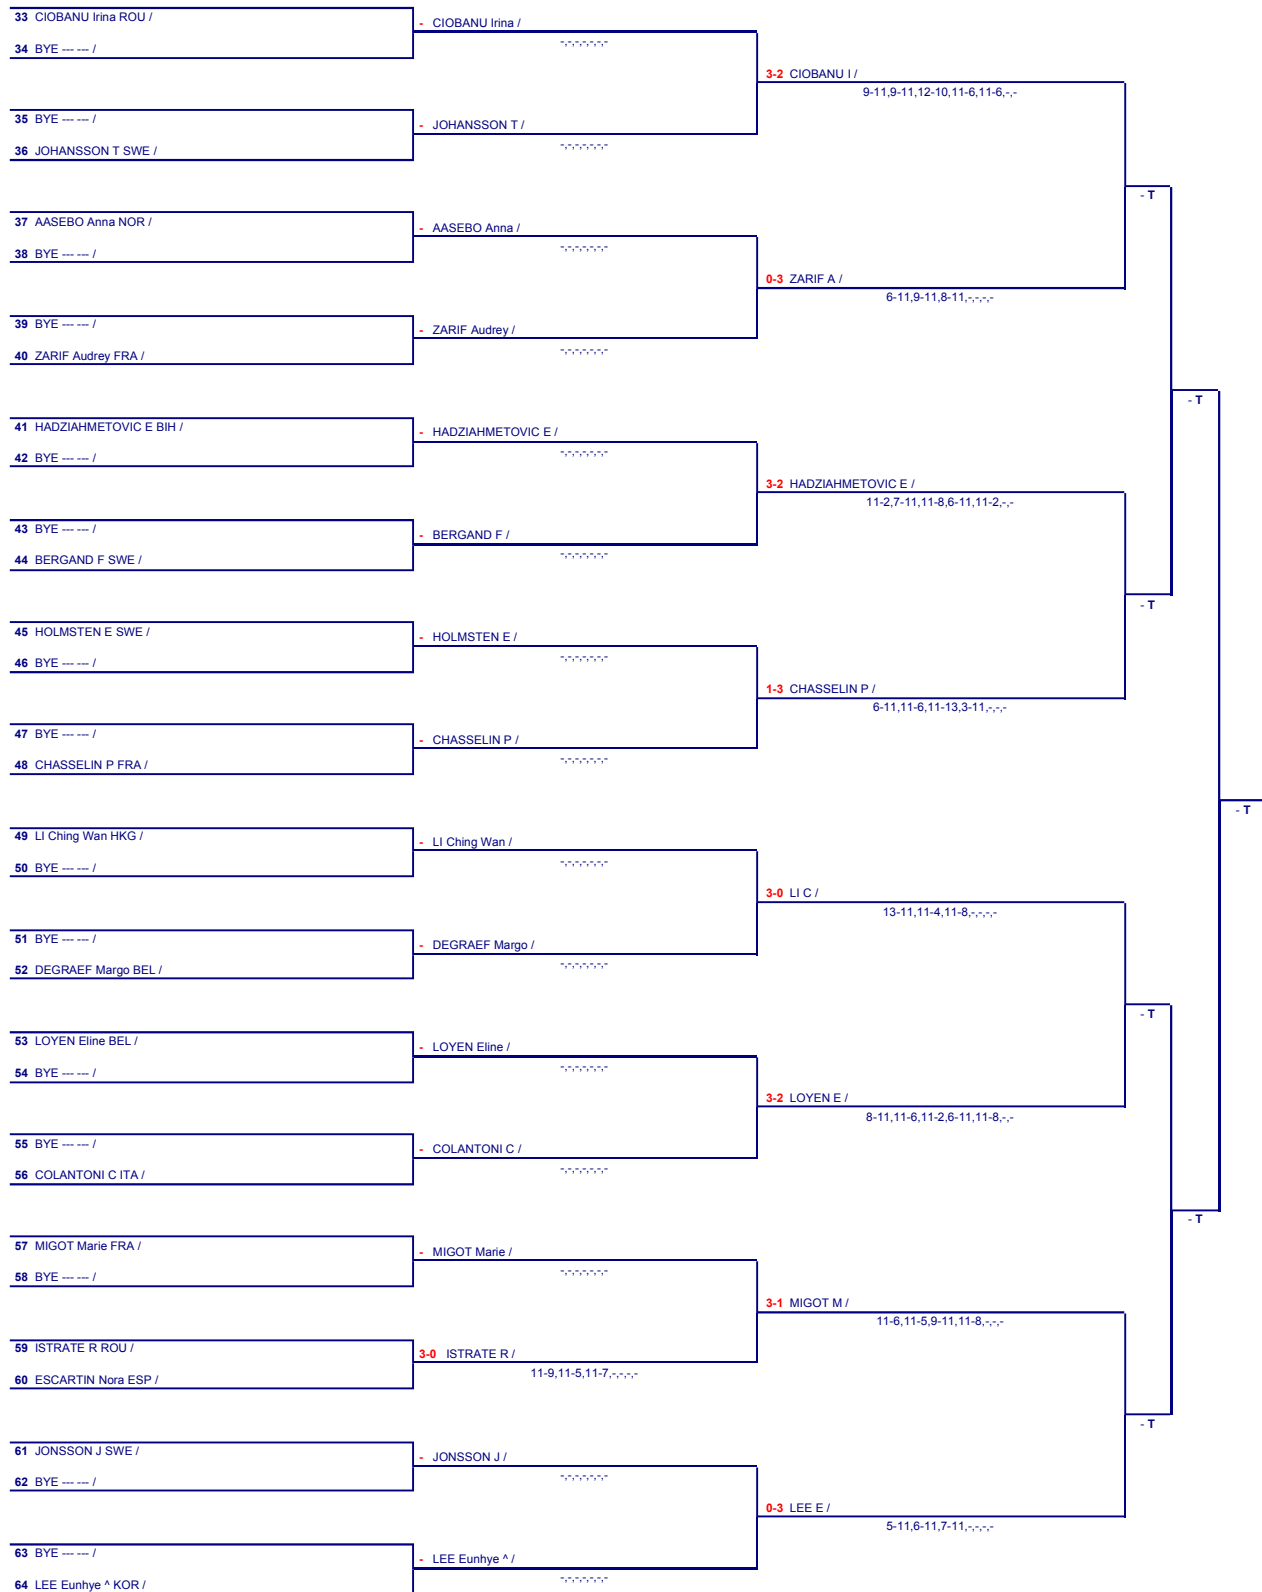 33 CIOBANU Irina ROU /
- CIOBANU Irina /
-,-,-,-,-,-,-
34 BYE --- --- /
3-2 CIOBANU I /
9-11,9-11,12-10,11-6,11-6,-,-
35 BYE --- --- /
- JOHANSSON T /
-,-,-,-,-,-,-
36 JOHANSSON T SWE /
- T
37 AASEBO Anna NOR /
- AASEBO Anna /
-,-,-,-,-,-,-
38 BYE --- --- /
0-3 ZARIF A /
6-11,9-11,8-11,-,-,-,-
39 BYE --- --- /
- ZARIF Audrey /
-,-,-,-,-,-,-
40 ZARIF Audrey FRA /
- T
41 HADZIAHMETOVIC E BIH /
- HADZIAHMETOVIC E /
-,-,-,-,-,-,-
42 BYE --- --- /
3-2 HADZIAHMETOVIC E /
11-2,7-11,11-8,6-11,11-2,-,-
43 BYE --- --- /
- BERGAND F /
-,-,-,-,-,-,-
44 BERGAND F SWE /
- T
45 HOLMSTEN E SWE /
- HOLMSTEN E /
-,-,-,-,-,-,-
46 BYE --- --- /
1-3 CHASSELIN P /
6-11,11-6,11-13,3-11,-,-,-
47 BYE --- --- /
- CHASSELIN P /
-,-,-,-,-,-,-
48 CHASSELIN P FRA /
- T
49 LI Ching Wan HKG /
- LI Ching Wan /
-,-,-,-,-,-,-
50 BYE --- --- /
3-0 LI C /
13-11,11-4,11-8,-,-,-,-
51 BYE --- --- /
- DEGRAEF Margo /
-,-,-,-,-,-,-
52 DEGRAEF Margo BEL /
- T
53 LOYEN Eline BEL /
- LOYEN Eline /
-,-,-,-,-,-,-
54 BYE --- --- /
3-2 LOYEN E /
8-11,11-6,11-2,6-11,11-8,-,-
55 BYE --- --- /
- COLANTONI C /
-,-,-,-,-,-,-
56 COLANTONI C ITA /
- T
57 MIGOT Marie FRA /
- MIGOT Marie /
-,-,-,-,-,-,-
58 BYE --- --- /
3-1 MIGOT M /
11-6,11-5,9-11,11-8,-,-,-
59 ISTRATE R ROU /
3-0 ISTRATE R /
11-9,11-5,11-7,-,-,-,-
60 ESCARTIN Nora ESP /
- T
61 JONSSON J SWE /
- JONSSON J /
-,-,-,-,-,-,-
62 BYE --- --- /
0-3 LEE E /
5-11,6-11,7-11,-,-,-,-
63 BYE --- --- /
- LEE Eunhye ^ /
-,-,-,-,-,-,-
64 LEE Eunhye ^ KOR /